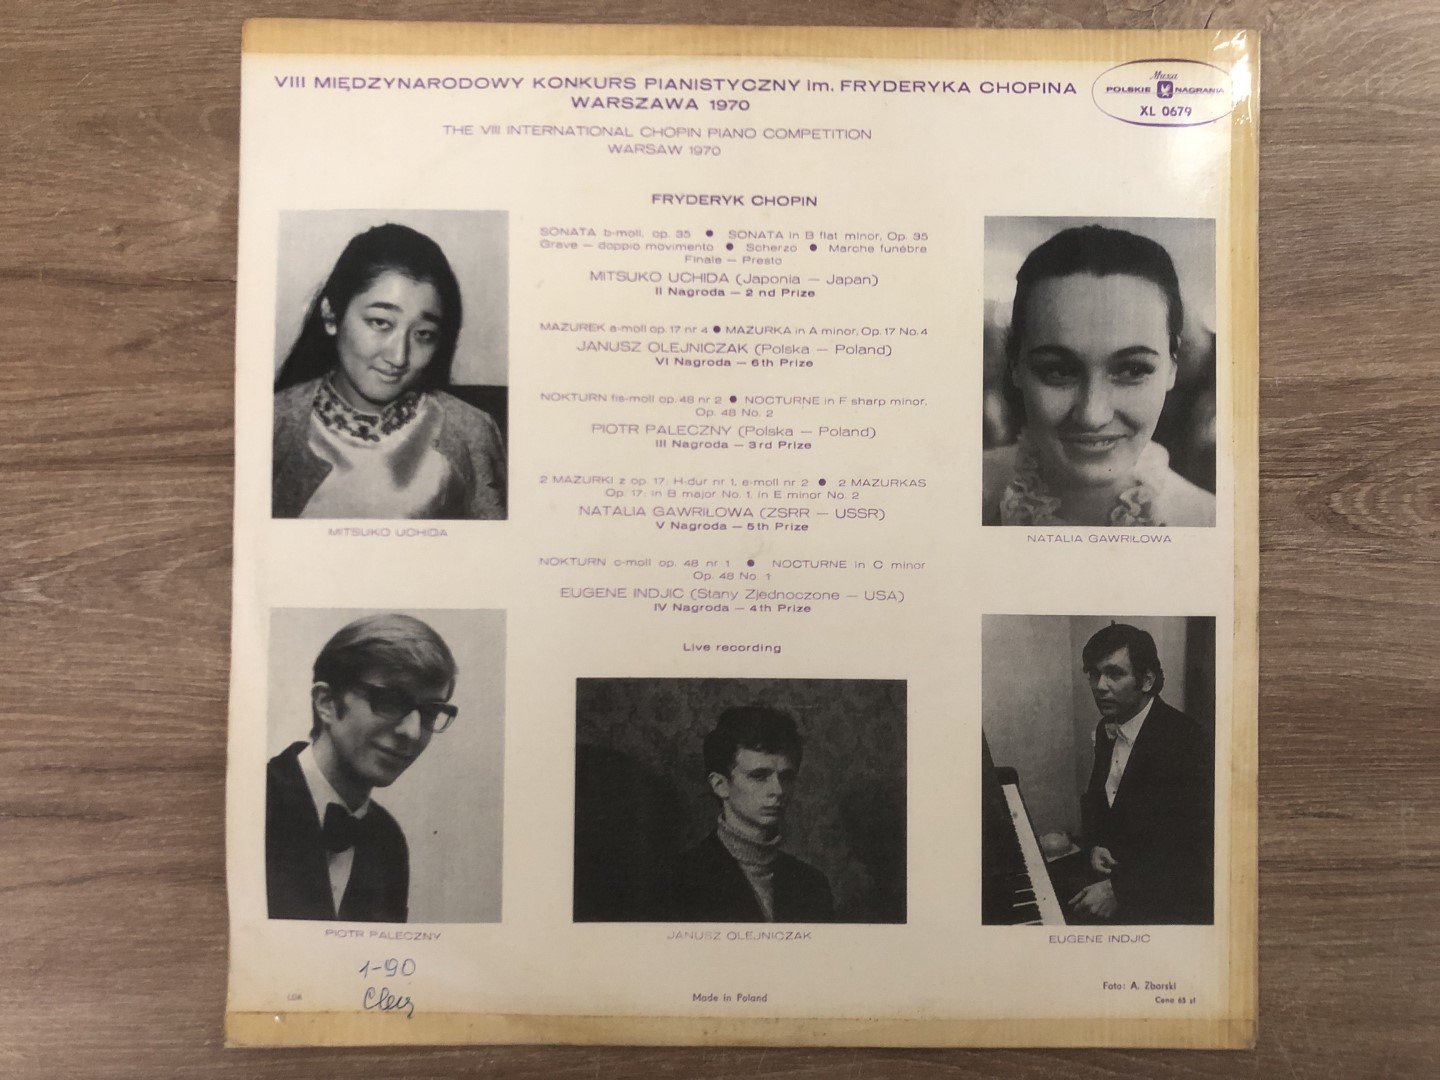 VIII MIĘDZYNARODOWY KONKURS PIANISTYCZNY im. FRYDERYKA CHOPINA
WARSZAWA 1970
THE VIII INTERNATIONAL CHOPIN PIANO COMPETITION
WARSAW 1970
Muza
POLSKIE NAGRANIA
XL 0679
FRYDERYK CHOPIN
SONATA b-moll, op. 35 ● SONATA in B flat minor, Op. 35
Grave — doppio movimento ● Scherzo ● Marche funèbre
Finale — Presto
MITSUKO UCHIDA (Japonia — Japan)
II Nagroda — 2 nd Prize
MAZUREK a-moll op. 17 nr 4 ● MAZURKA in A minor, Op. 17 No. 4
JANUSZ OLEJNICZAK (Polska — Poland)
VI Nagroda — 6th Prize
NOKTURN fis-moll op. 48 nr 2 ● NOCTURNE in F sharp minor,
Op. 48 No. 2
PIOTR PALECZNY (Polska — Poland)
III Nagroda — 3rd Prize
2 MAZURKI z op. 17: H-dur nr 1, e-moll nr 2 ● 2 MAZURKAS
Op. 17: in B major No. 1, in E minor No. 2
NATALIA GAWRIŁOWA (ZSRR — USSR)
V Nagroda — 5th Prize
NOKTURN c-moll op. 48 nr 1 ● NOCTURNE in C minor
Op. 48 No. 1
EUGENE INDJIC (Stany Zjednoczone — USA)
IV Nagroda — 4th Prize
Live recording
MITSUKO UCHIDA
NATALIA GAWRIŁOWA
PIOTR PALECZNY
JANUSZ OLEJNICZAK
EUGENE INDJIC
1-90
Made in Poland
Foto: A. Zborski
Cena 65 zł